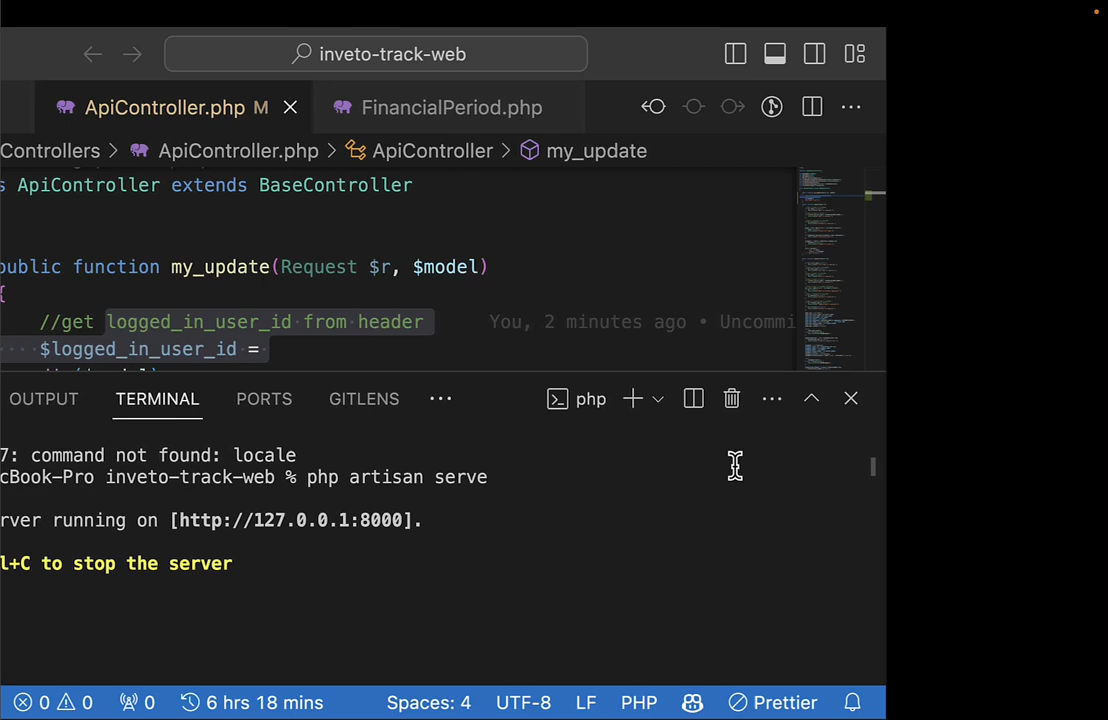 inveto-track-web
ApiController.php M
FinancialPeriod.php
Controllers > ApiController.php > ApiController > my_update
s ApiController extends BaseController
public function my_update(Request $r, $model)
{
//get logged_in_user_id from header You, 2 minutes ago • Uncommi
$logged_in_user_id =
OUTPUT TERMINAL PORTS GITLENS ... php
7: command not found: locale
cBook-Pro inveto-track-web % php artisan serve
rver running on [http://127.0.0.1:8000].
l+C to stop the server
0 0 0 6 hrs 18 mins Spaces: 4 UTF-8 LF PHP Prettier